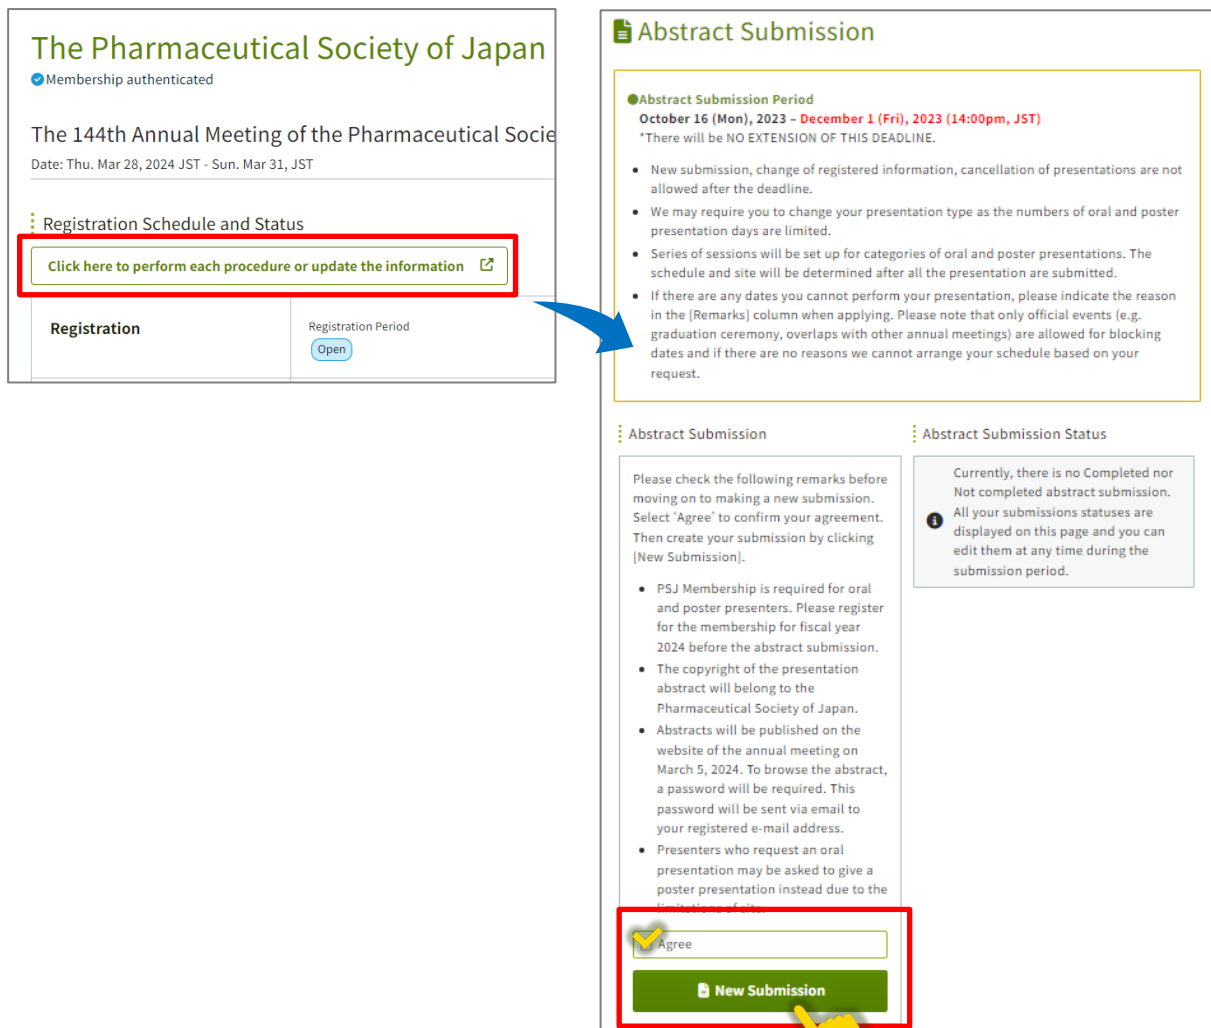 The Pharmaceutical Society of Japan
Membership authenticated
The 144th Annual Meeting of the Pharmaceutical Socie
Date: Thu. Mar 28, 2024 JST - Sun. Mar 31, JST
Registration Schedule and Status
Click here to perform each procedure or update the information
Registration
Registration Period
Open
Abstract Submission
Abstract Submission Period
October 16 (Mon), 2023 – December 1 (Fri), 2023 (14:00pm, JST)
*There will be NO EXTENSION OF THIS DEADLINE.
• New submission, change of registered information, cancellation of presentations are not
allowed after the deadline.
• We may require you to change your presentation type as the numbers of oral and poster
presentation days are limited.
• Series of sessions will be set up for categories of oral and poster presentations. The
schedule and site will be determined after all the presentation are submitted.
• If there are any dates you cannot perform your presentation, please indicate the reason
in the [Remarks] column when applying. Please note that only official events (e.g.
graduation ceremony, overlaps with other annual meetings) are allowed for blocking
dates and if there are no reasons we cannot arrange your schedule based on your
request.
Abstract Submission
Please check the following remarks before
moving on to making a new submission.
Select 'Agree' to confirm your agreement.
Then create your submission by clicking
[New Submission].
• PSJ Membership is required for oral
and poster presenters. Please register
for the membership for fiscal year
2024 before the abstract submission.
• The copyright of the presentation
abstract will belong to the
Pharmaceutical Society of Japan.
• Abstracts will be published on the
website of the annual meeting on
March 5, 2024. To browse the abstract,
a password will be required. This
password will be sent via email to
your registered e-mail address.
• Presenters who request an oral
presentation may be asked to give a
poster presentation instead due to the
limitations of site.
Agree
New Submission
Abstract Submission Status
Currently, there is no Completed nor
Not completed abstract submission.
All your submissions statuses are
displayed on this page and you can
edit them at any time during the
submission period.